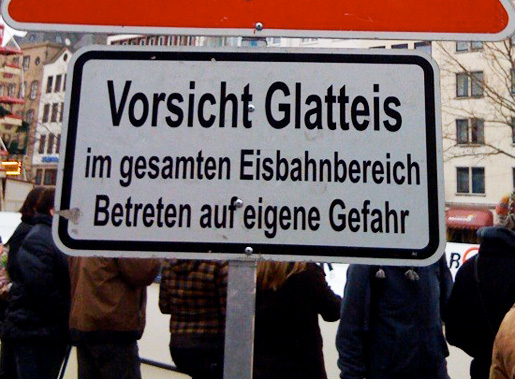 Vorsicht Glatteis
im gesamten Eisbahnbereich
Betreten auf eigene Gefahr